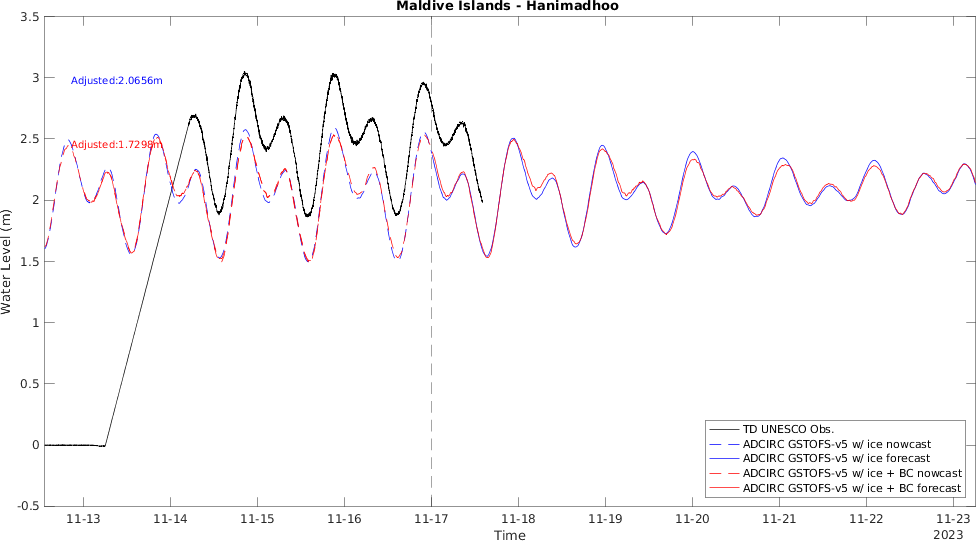 Maldive Islands - Hanimadhoo
3.5
3
2.5
2
1.5
1
0.5
0
-0.5
Water Level (m)
Adjusted:2.0656m
Adjusted:1.7298m
TD UNESCO Obs.
ADCIRC GSTOFS-v5 w/ ice nowcast
ADCIRC GSTOFS-v5 w/ ice forecast
ADCIRC GSTOFS-v5 w/ ice + BC nowcast
ADCIRC GSTOFS-v5 w/ ice + BC forecast
11-13 11-14 11-15 11-16 11-17 11-18 11-19 11-20 11-21 11-22 11-23
Time
2023